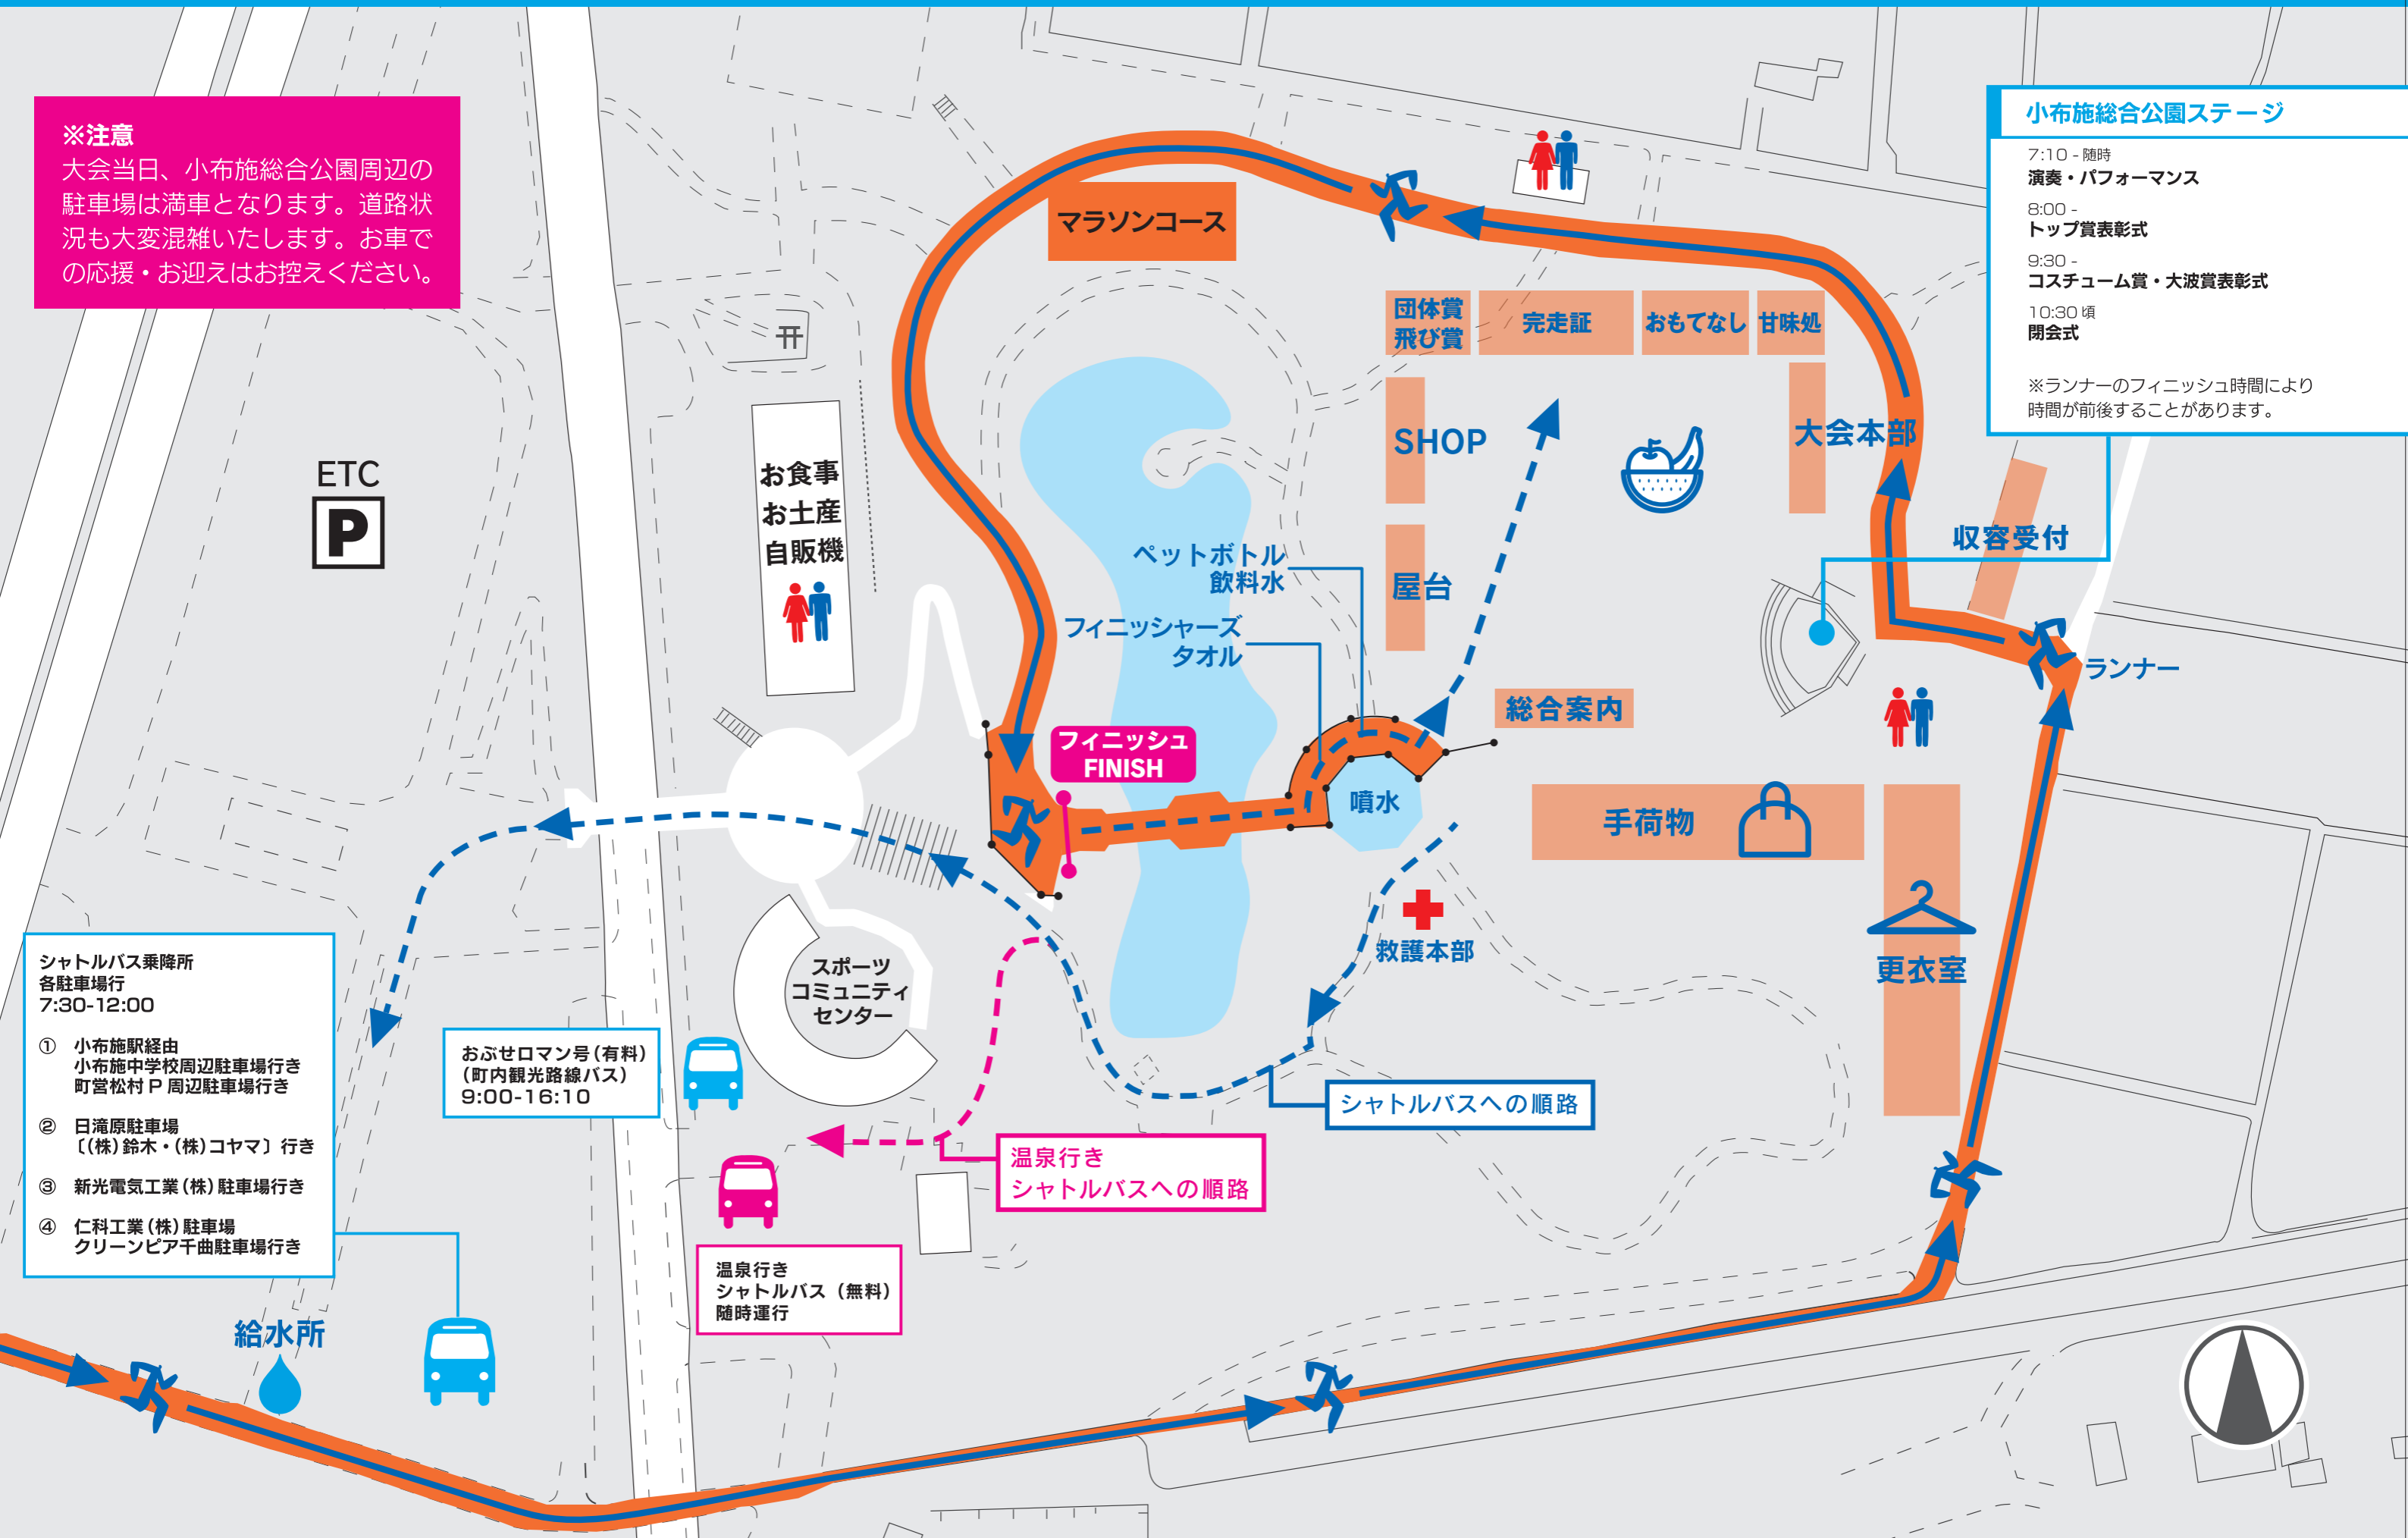 ※注意
大会当日、小布施総合公園周辺の
駐車場は満車となります。道路状
況も大変混雑いたします。お車で
の応援・お迎えはお控えください。
小布施総合公園ステージ
7:10 - 随時
演奏・パフォーマンス
8:00 -
トップ賞表彰式
9:30 -
コスチューム賞・大波賞表彰式
10:30 頃
閉会式
※ランナーのフィニッシュ時間により
時間が前後することがあります。
マラソンコース
団体賞
飛び賞
完走証
おもてなし
甘味処
SHOP
大会本部
ETC
P
お食事
お土産
自販機
収容受付
ペットボトル
飲料水
屋台
フィニッシャーズ
タオル
ランナー
総合案内
フィニッシュ
FINISH
噴水
手荷物
救護本部
更衣室
スポーツ
コミュニティ
センター
シャトルバス乗降所
各駐車場行
7:30-12:00
① 小布施駅経由
小布施中学校周辺駐車場行き
町営松村 P 周辺駐車場行き
② 日滝原駐車場
〔(株)鈴木・(株)コヤマ〕行き
③ 新光電気工業(株)駐車場行き
④ 仁科工業(株)駐車場
クリーンピア千曲駐車場行き
おぶせロマン号(有料)
(町内観光路線バス)
9:00-16:10
シャトルバスへの順路
温泉行き
シャトルバスへの順路
温泉行き
シャトルバス(無料)
随時運行
給水所